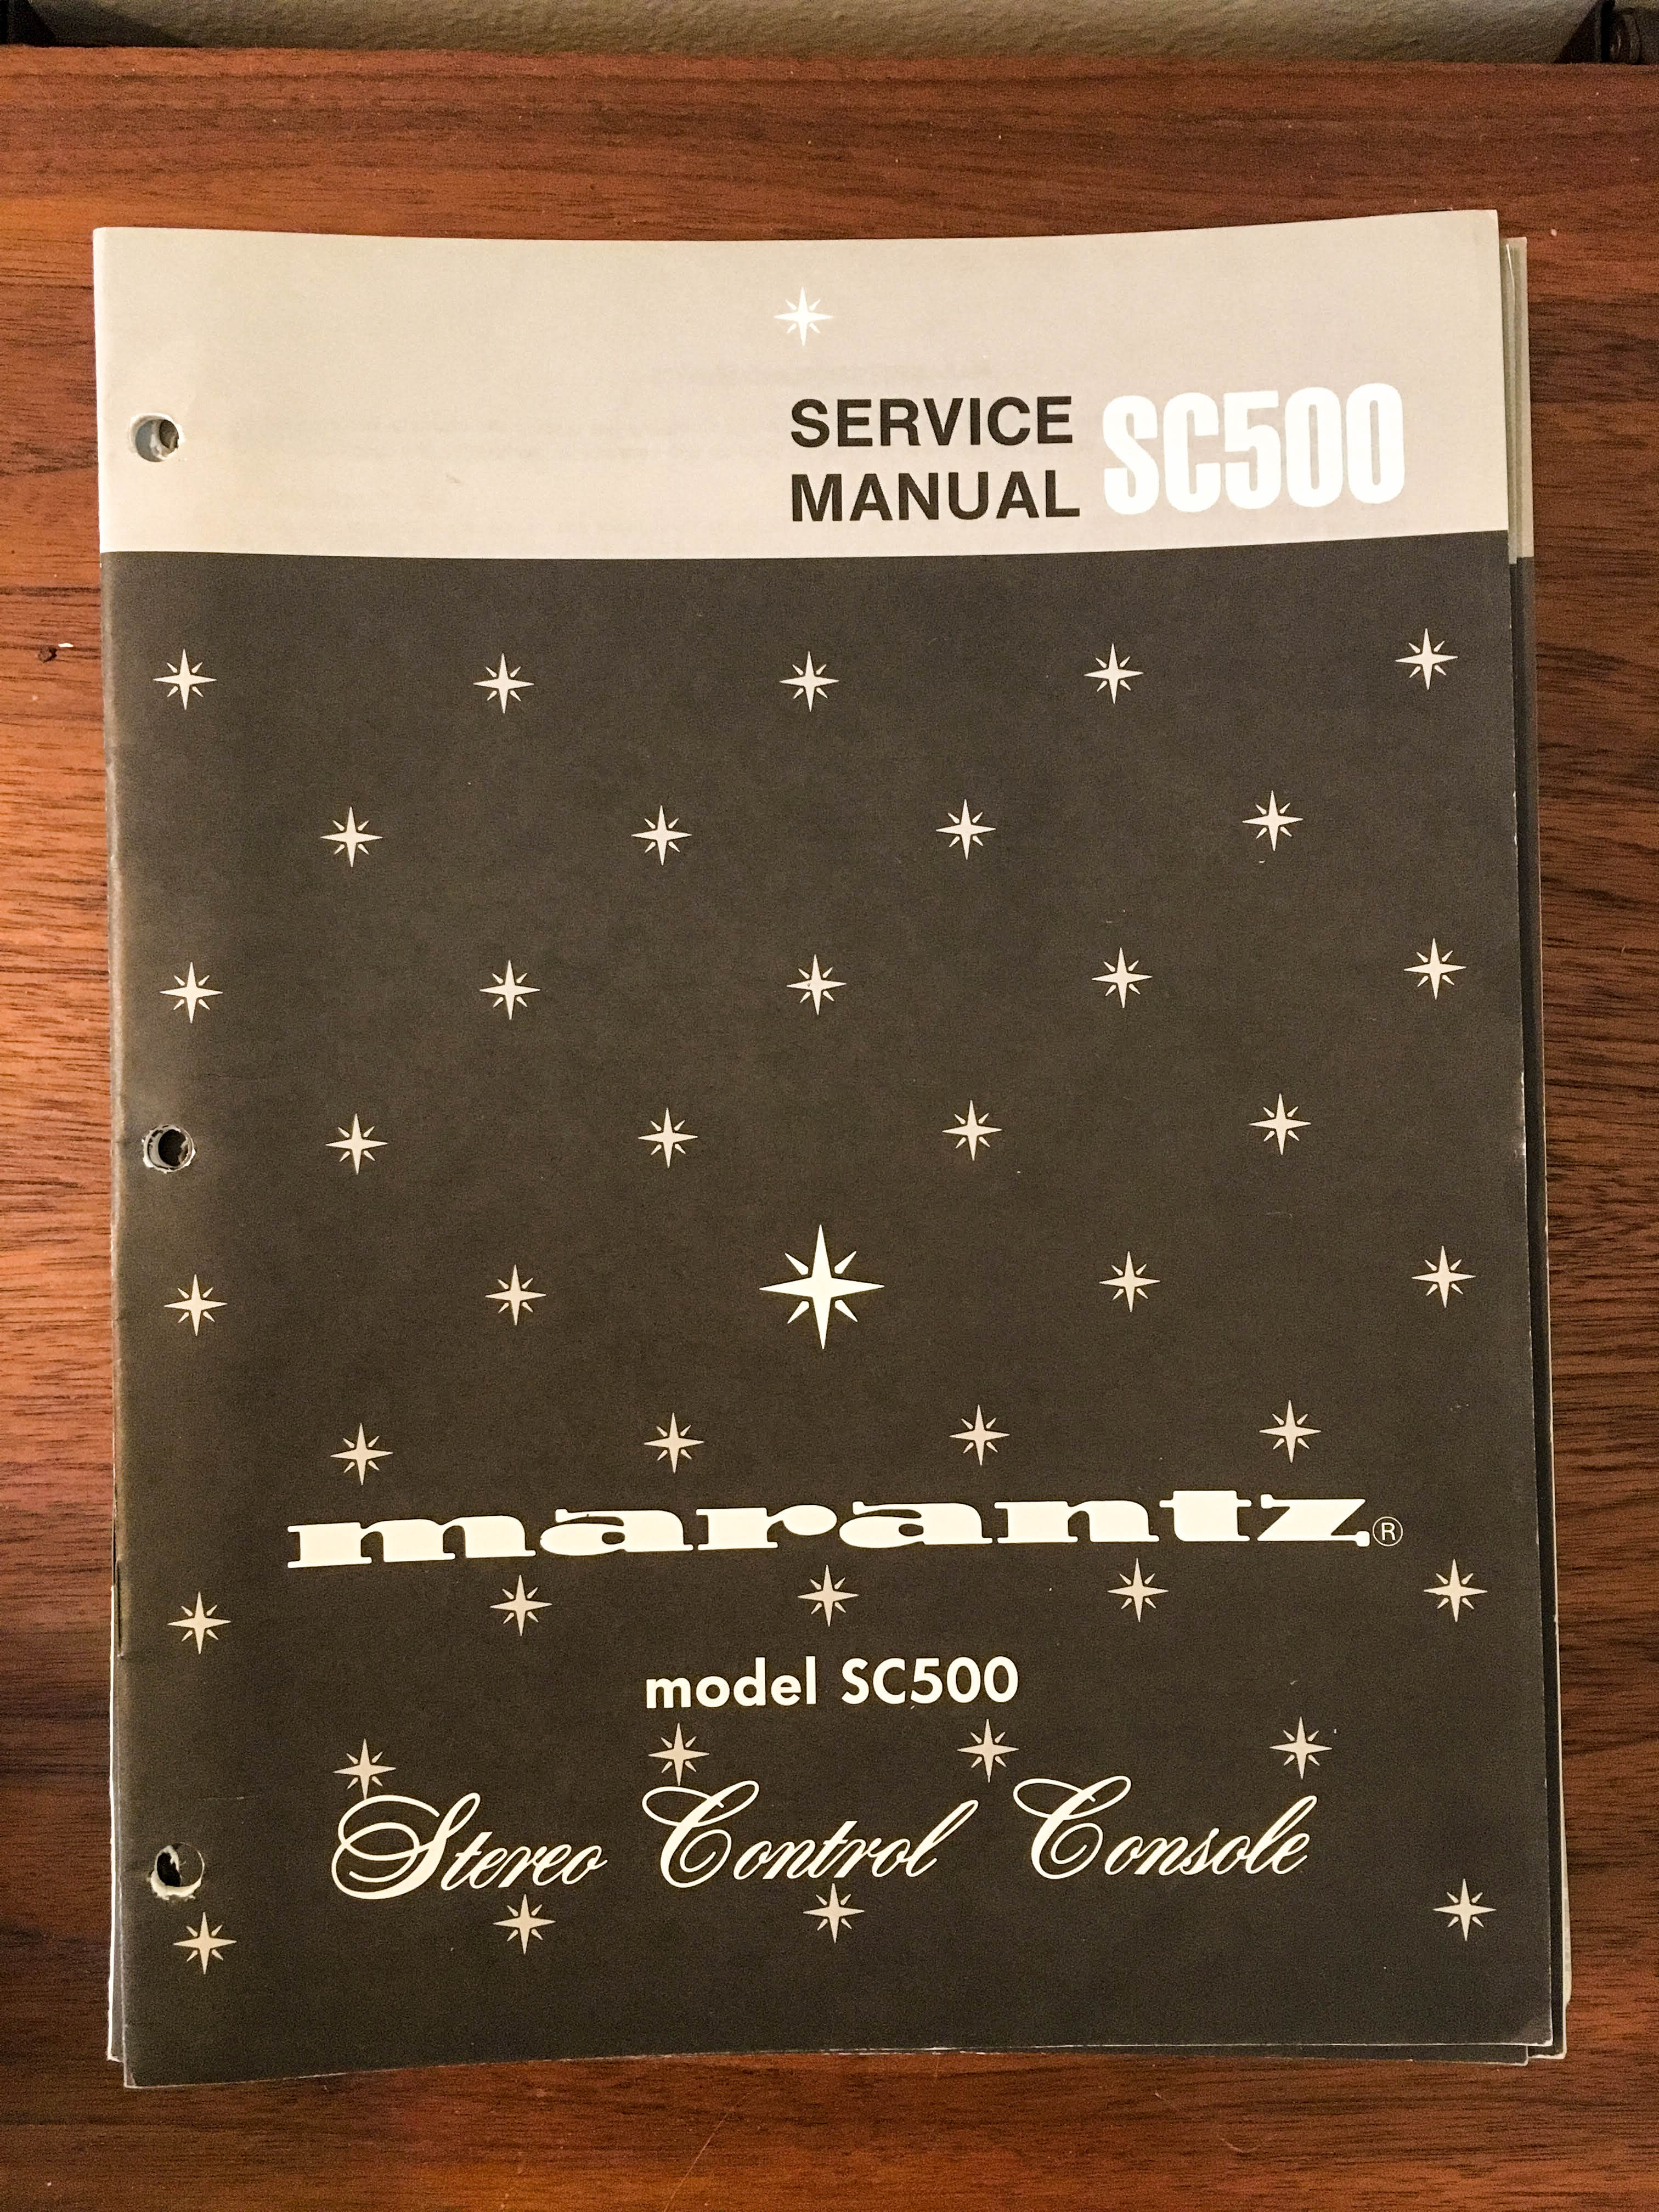 SERVICE
MANUAL SC500
marantz®
model SC500
Stereo Control Console